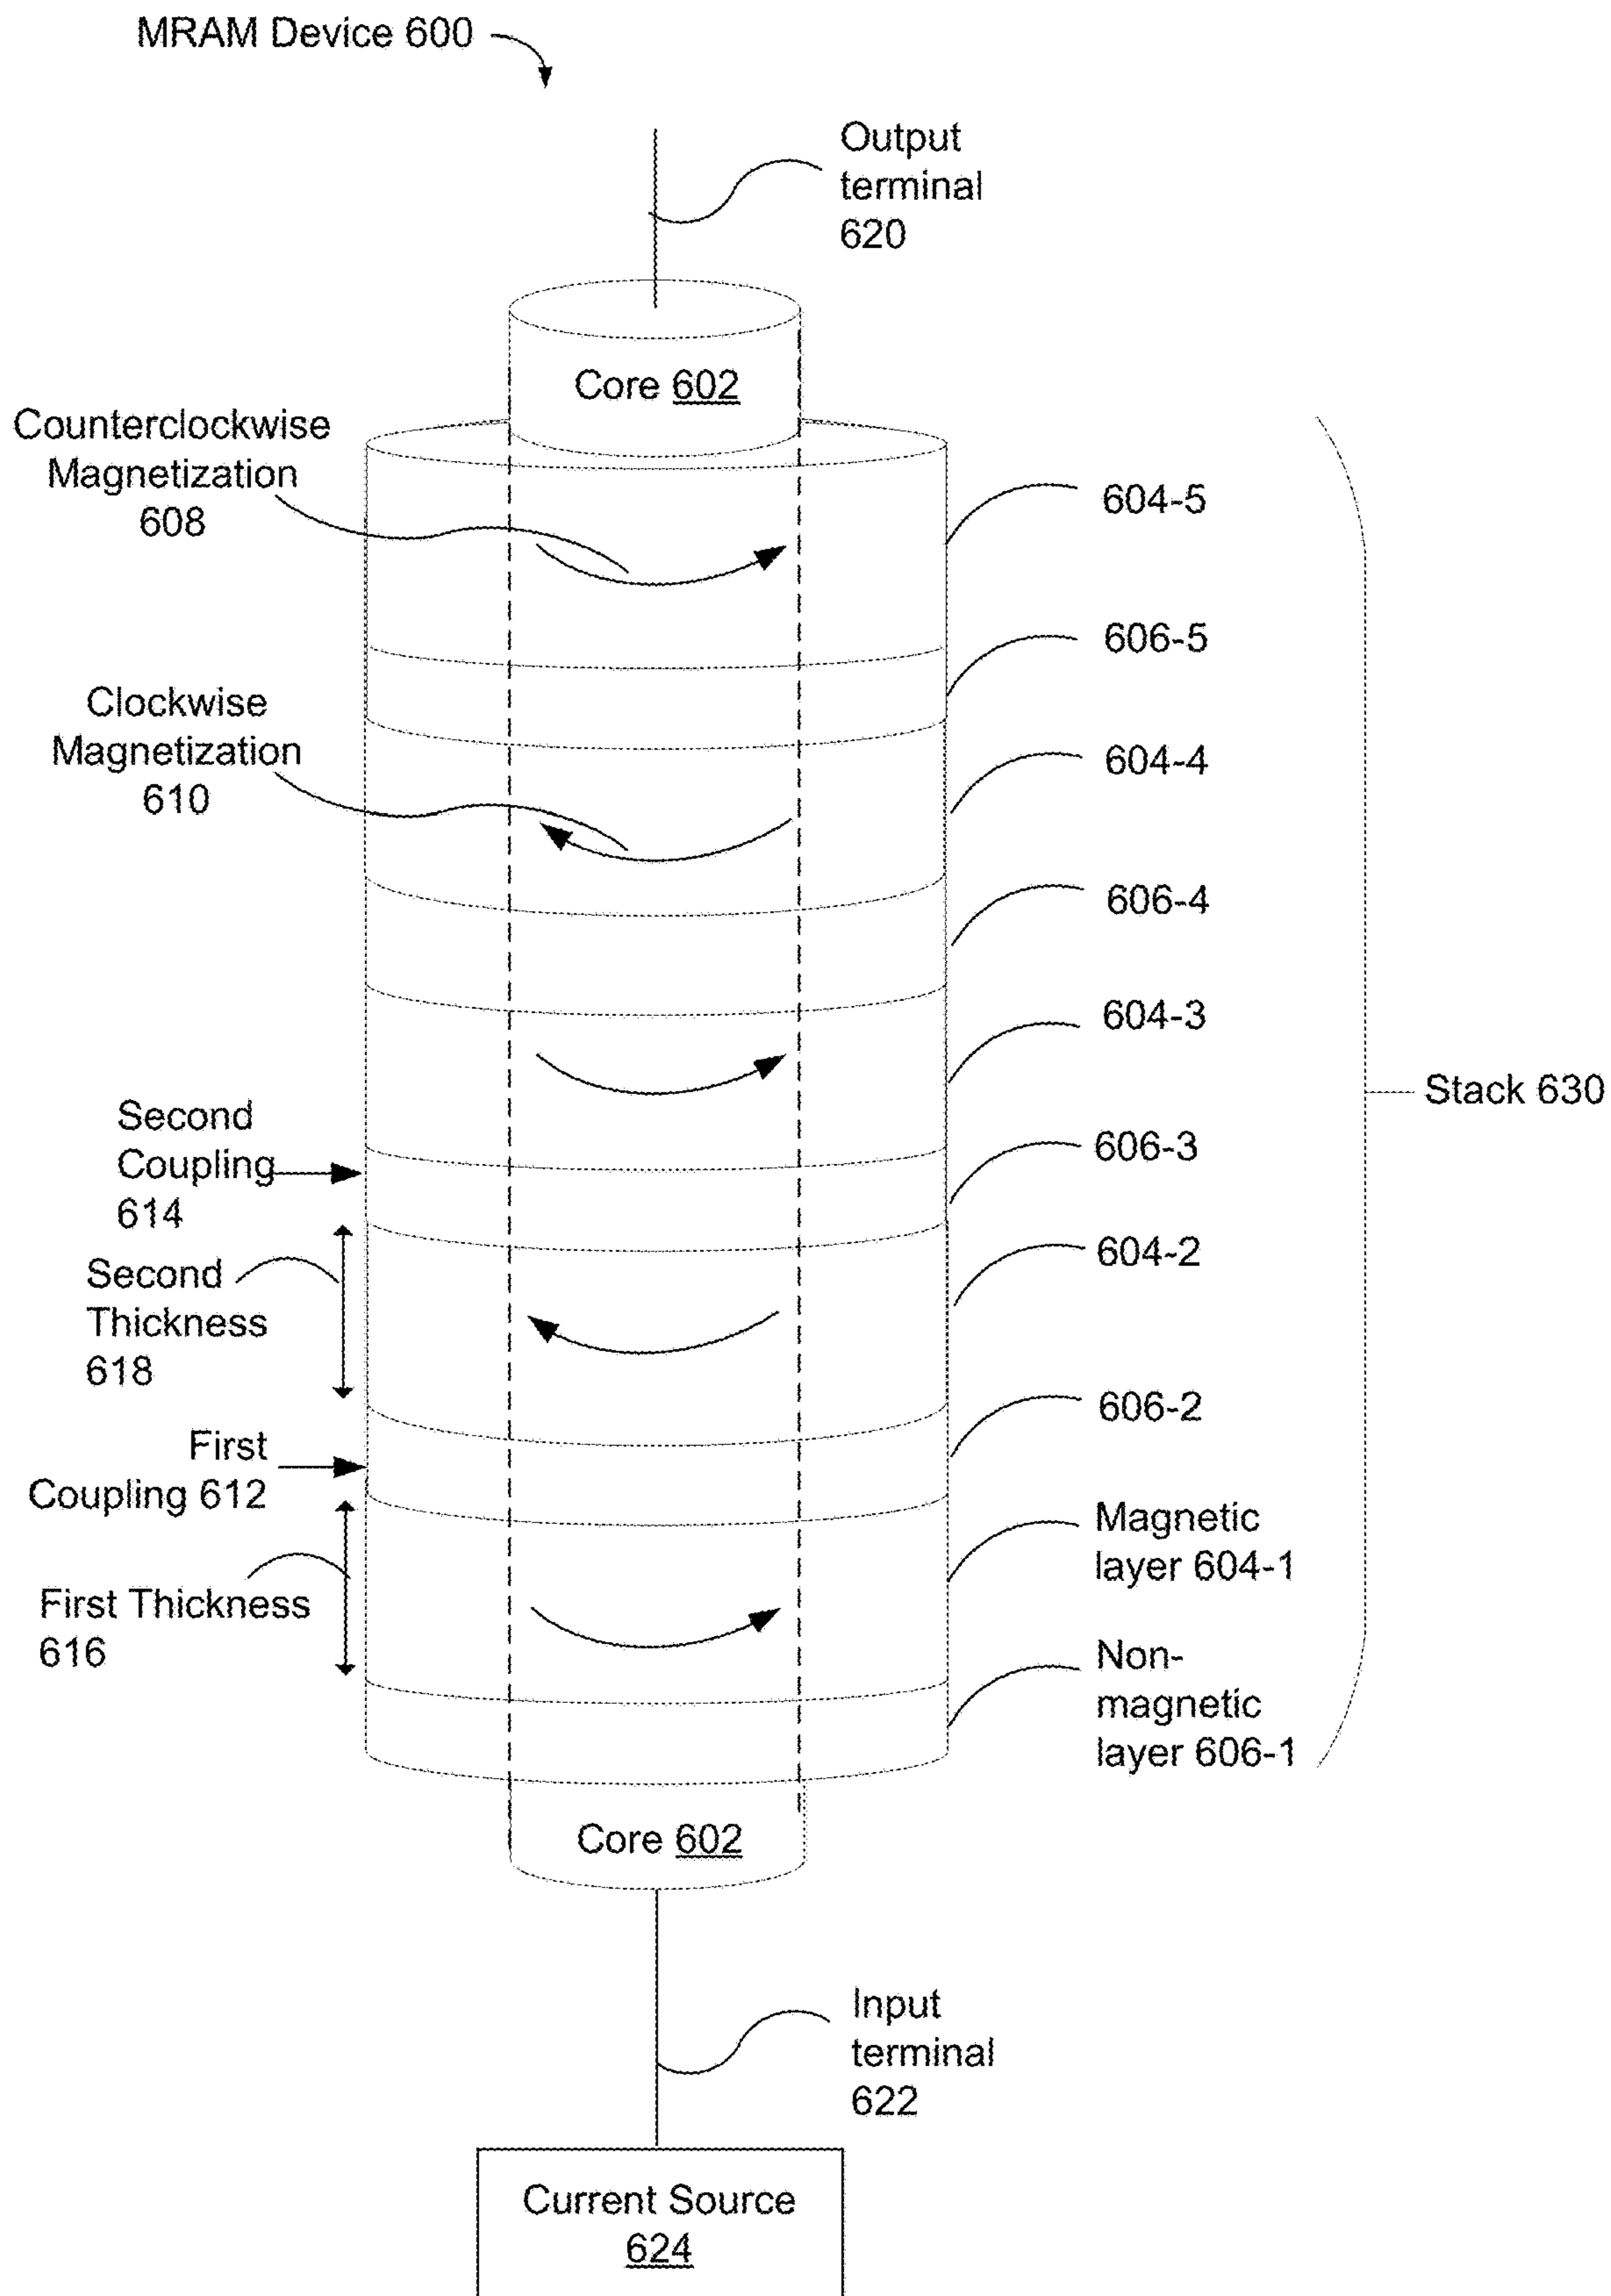 MRAM Device 600
Output
terminal
620
Core 602
Counterclockwise
Magnetization
608
604-5
606-5
Clockwise
Magnetization
610
604-4
606-4
604-3
Stack 630
Second
Coupling
614
606-3
Second
Thickness
618
604-2
606-2
First
Coupling 612
Magnetic
layer 604-1
First Thickness
616
Non-
magnetic
layer 606-1
Core 602
Input
terminal
622
Current Source
624